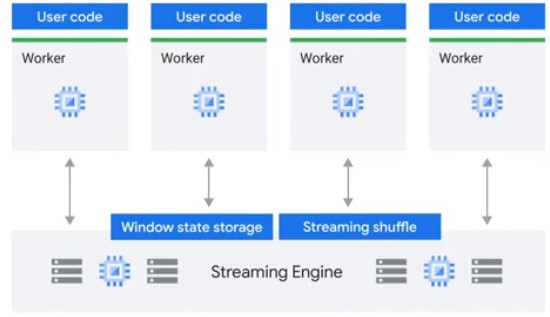 User code
User code
User code
User code
Worker
Worker
Worker
Worker
Window state storage
Streaming shuffle
Streaming Engine